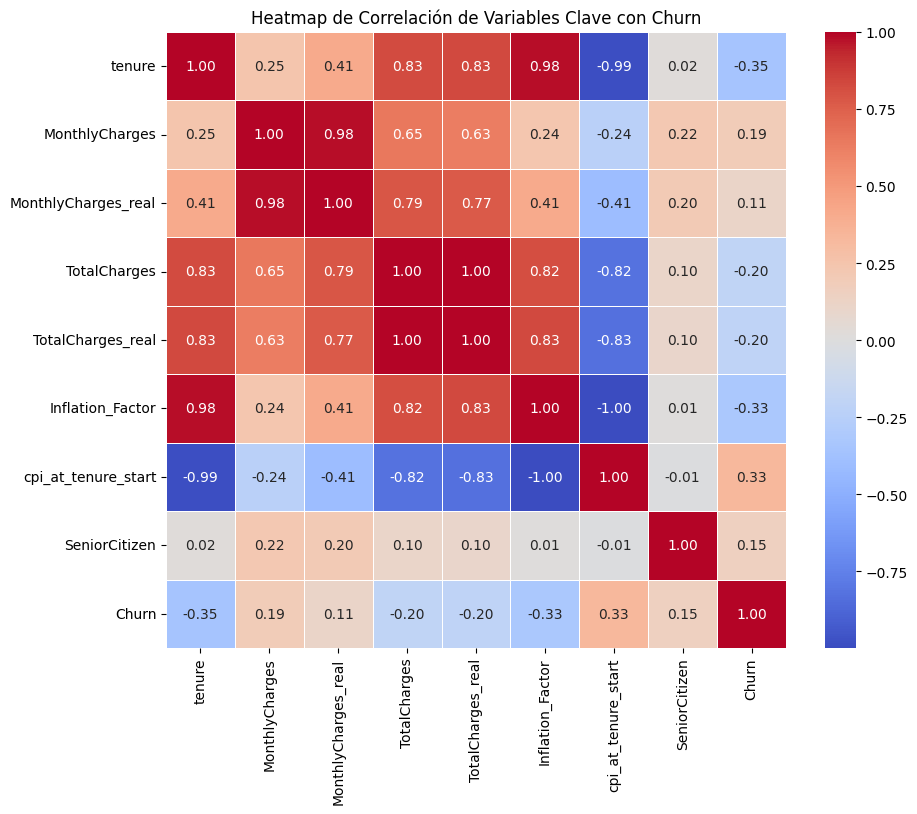 Heatmap de Correlación de Variables Clave con Churn
tenure 1.00 0.25 0.41 0.83 0.83 0.98 -0.99 0.02 -0.35
MonthlyCharges 0.25 1.00 0.98 0.65 0.63 0.24 -0.24 0.22 0.19
MonthlyCharges_real 0.41 0.98 1.00 0.79 0.77 0.41 -0.41 0.20 0.11
TotalCharges 0.83 0.65 0.79 1.00 1.00 0.82 -0.82 0.10 -0.20
TotalCharges_real 0.83 0.63 0.77 1.00 1.00 0.83 -0.83 0.10 -0.20
Inflation_Factor 0.98 0.24 0.41 0.82 0.83 1.00 -1.00 0.01 -0.33
cpi_at_tenure_start -0.99 -0.24 -0.41 -0.82 -0.83 -1.00 1.00 -0.01 0.33
SeniorCitizen 0.02 0.22 0.20 0.10 0.10 0.01 -0.01 1.00 0.15
Churn -0.35 0.19 0.11 -0.20 -0.20 -0.33 0.33 0.15 1.00
tenure
MonthlyCharges
MonthlyCharges_real
TotalCharges
TotalCharges_real
Inflation_Factor
cpi_at_tenure_start
SeniorCitizen
Churn
1.00
0.75
0.50
0.25
0.00
−0.25
−0.50
−0.75